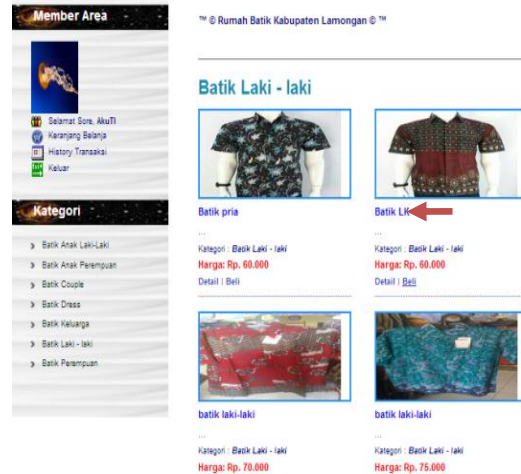 Member Area
Selamat Sore, AkuTI
Keranjang Belanja
History Transaksi
Keluar
Kategori
Batik Anak Laki-Laki
Batik Anak Perempuan
Batik Couple
Batik Dress
Batik Keluarga
Batik Laki - laki
Batik Perempuan
™ © Rumah Batik Kabupaten Lamongan © ™
Batik Laki - laki
Batik pria
...
Kategori : Batik Laki - laki
Harga: Rp. 60.000
Detail | Beli
Batik LK
...
Kategori : Batik Laki - laki
Harga: Rp. 60.000
Detail | Beli
batik laki-laki
...
Kategori : Batik Laki - laki
Harga: Rp. 70.000
batik laki-laki
...
Kategori : Batik Laki - laki
Harga: Rp. 75.000